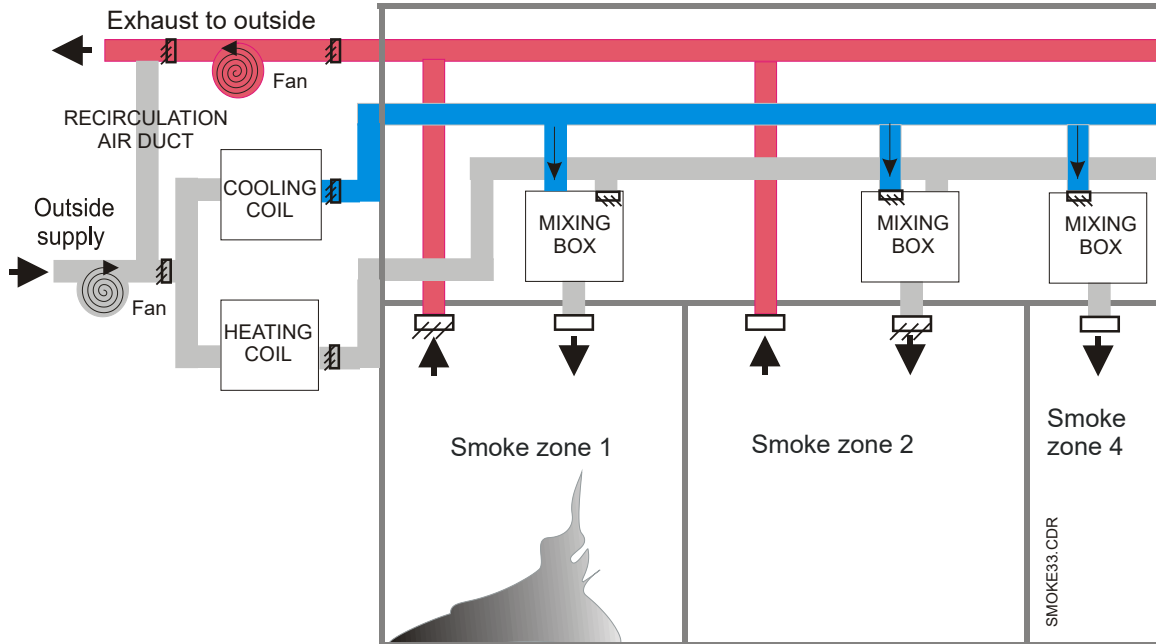 Exhaust to outside
Fan
RECIRCULATION
AIR DUCT
COOLING
COIL
Outside
supply
Fan
HEATING
COIL
MIXING
BOX
MIXING
BOX
MIXING
BOX
Smoke zone 1
Smoke zone 2
Smoke
zone 4
SMOKE33.CDR